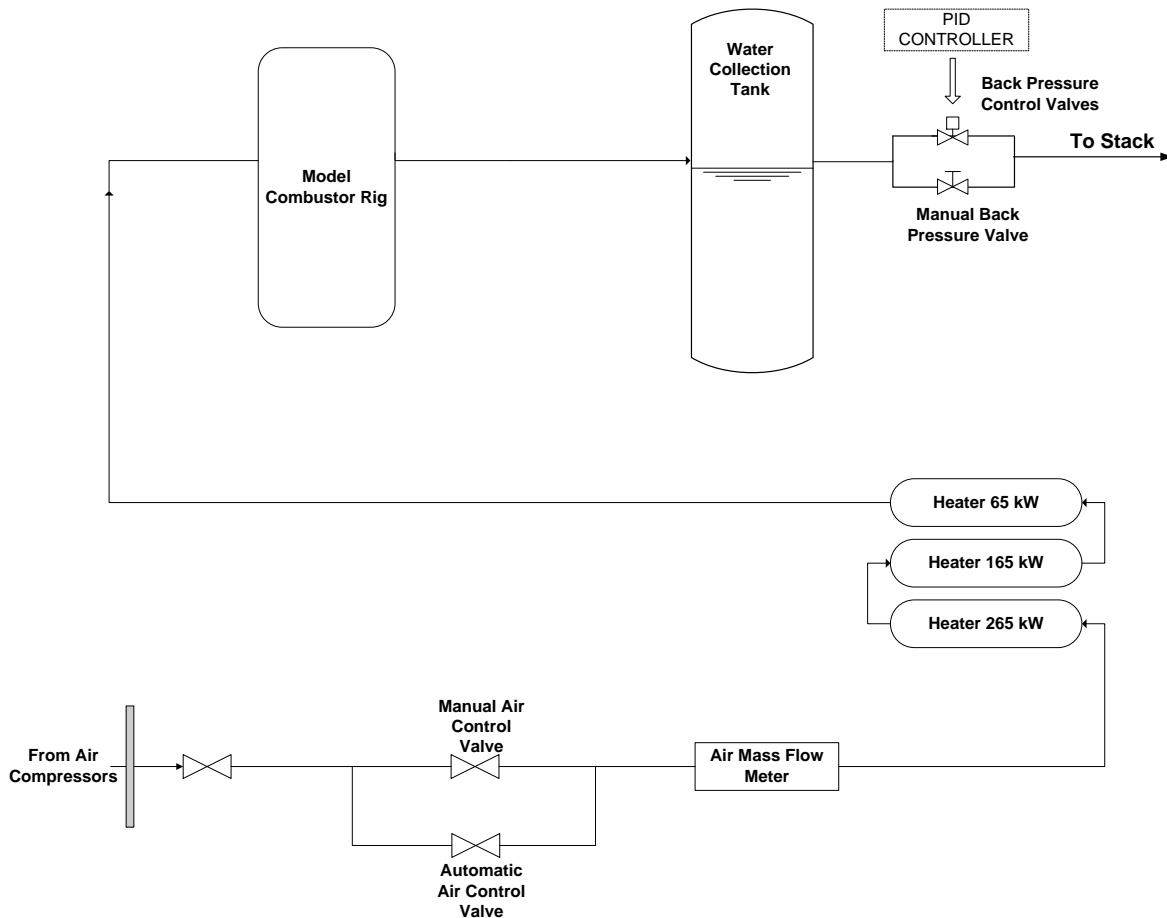 PID
CONTROLLER
Water
Collection
Tank
Back Pressure
Control Valves
To Stack
Model
Combustor Rig
Manual Back
Pressure Valve
Heater 65 kW
Heater 165 kW
Heater 265 kW
Manual Air
Control
Valve
From Air
Compressors
Air Mass Flow
Meter
Automatic
Air Control
Valve